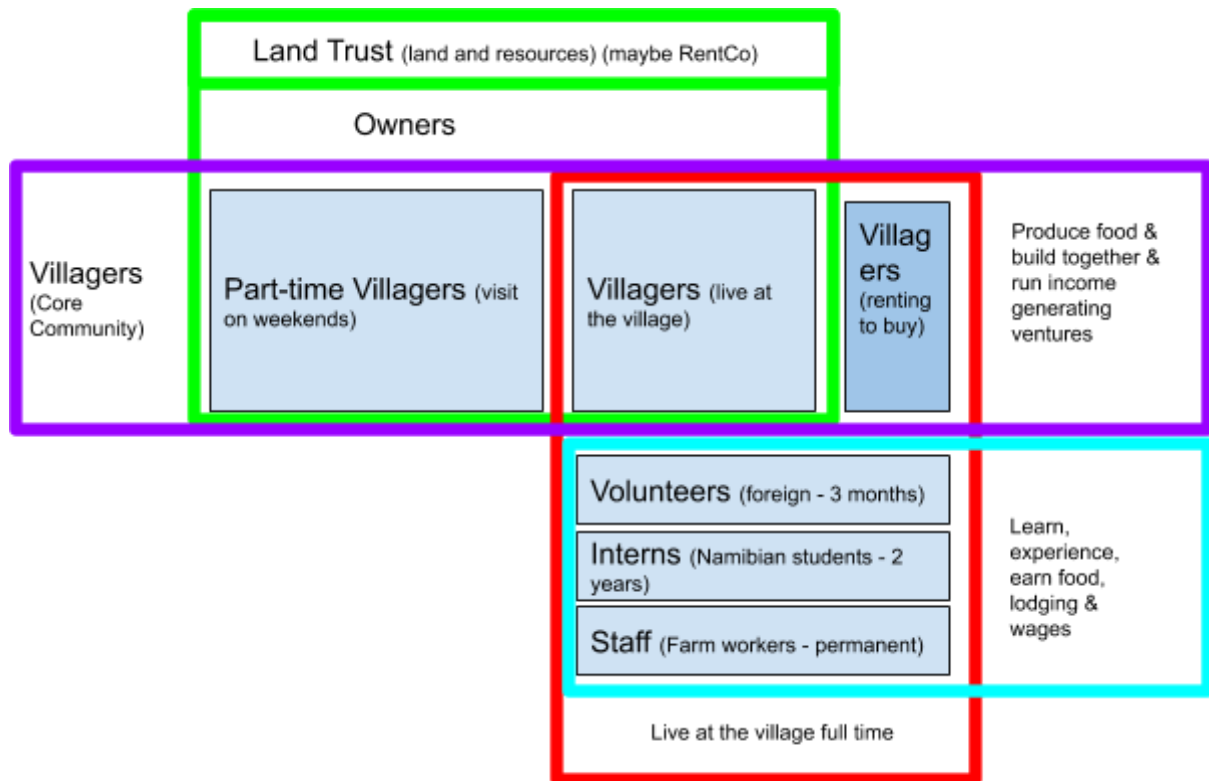 Land Trust (land and resources) (maybe RentCo)
Owners
Villagers
(Core
Community)
Part-time Villagers (visit
on weekends)
Villagers (live at
the village)
Villag
ers
(renting
to buy)
Produce food &
build together &
run income
generating
ventures
Volunteers (foreign - 3 months)
Interns (Namibian students - 2
years)
Staff (Farm workers - permanent)
Learn,
experience,
earn food,
lodging &
wages
Live at the village full time